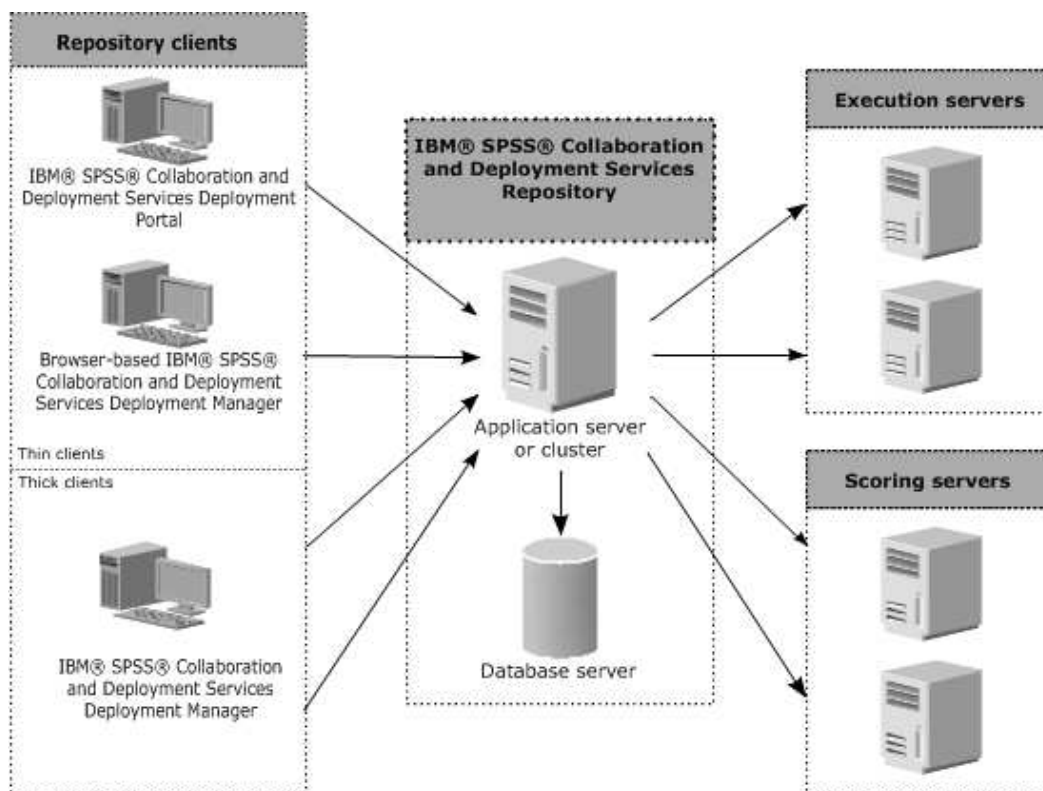 Repository clients
IBM® SPSS® Collaboration and
Deployment Services Deployment
Portal
Browser-based IBM® SPSS®
Collaboration and Deployment
Services Deployment Manager
Thin clients
Thick clients
IBM® SPSS® Collaboration
and Deployment Services
Deployment Manager
IBM® SPSS® Collaboration
and Deployment Services
Repository
Application server
or cluster
Database server
Execution servers
Scoring servers